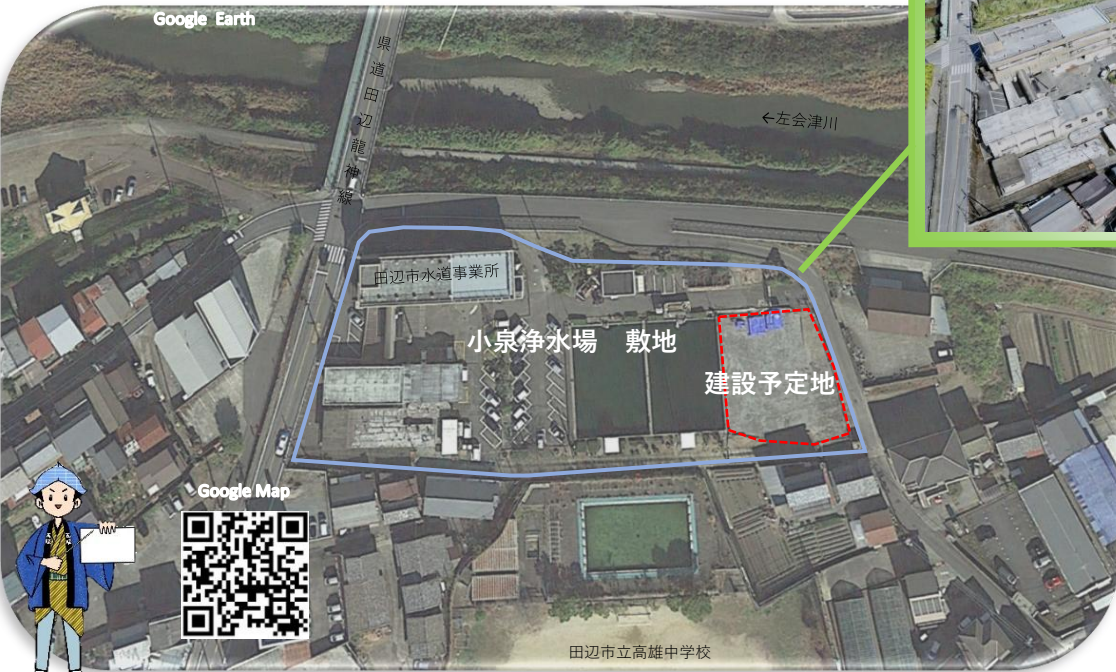 Google Earth
県道田辺龍神線
←左会津川
田辺市水道事業所
小泉浄水場 敷地
建設予定地
Google Map
田辺市立高雄中学校